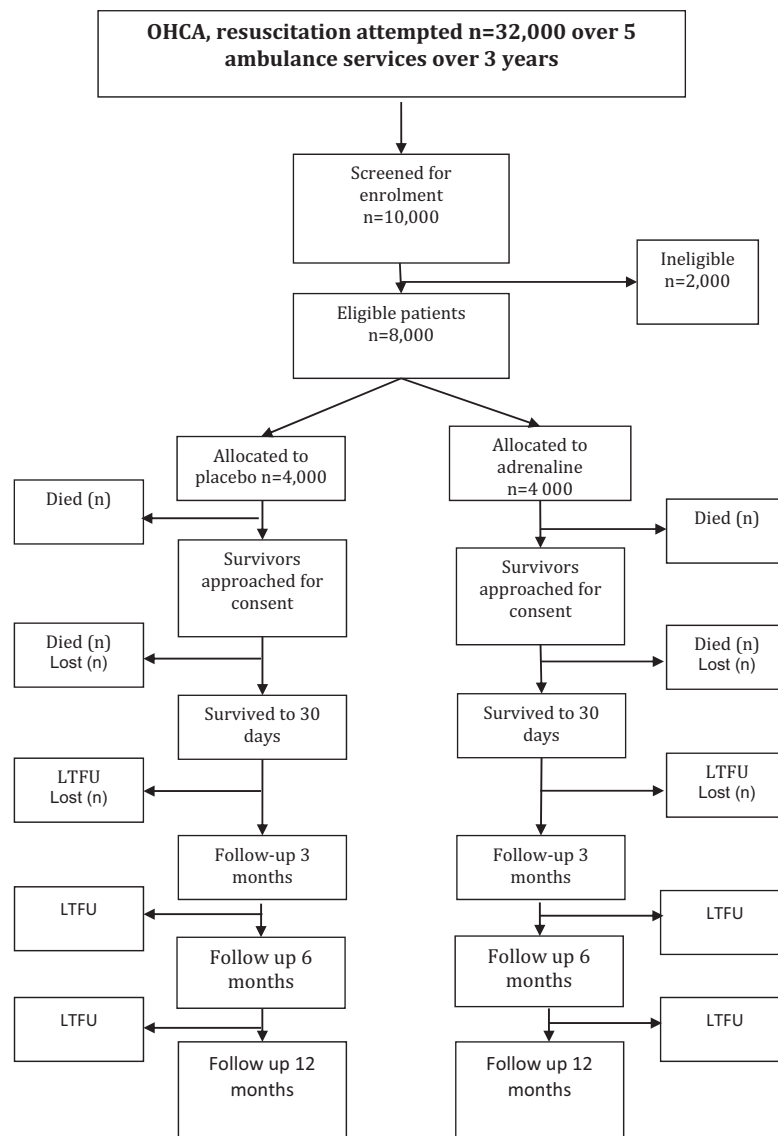 OHCA, resuscitation attempted n=32,000 over 5
ambulance services over 3 years
Screened for
enrolment
n=10,000
Ineligible
n=2,000
Eligible patients
n=8,000
Allocated to
placebo n=4,000
Allocated to
adrenaline
n=4 000
Died (n)
Died (n)
Survivors
approached for
consent
Survivors
approached for
consent
Died (n)
Lost (n)
Died (n)
Lost (n)
Survived to 30
days
Survived to 30
days
LTFU
Lost (n)
LTFU
Lost (n)
Follow-up 3
months
Follow-up 3
months
LTFU
LTFU
Follow up 6
months
Follow up 6
months
LTFU
LTFU
Follow up 12
months
Follow up 12
months